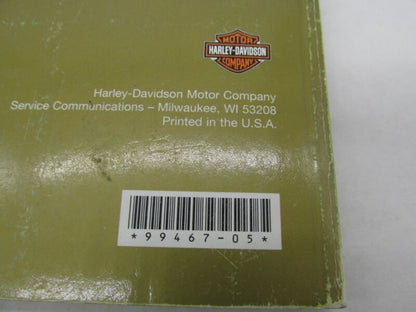 MOTOR
HARLEY-DAVIDSON
COMPANY
Harley-Davidson Motor Company
Service Communications – Milwaukee, WI 53208
Printed in the U.S.A.
*99467-05*